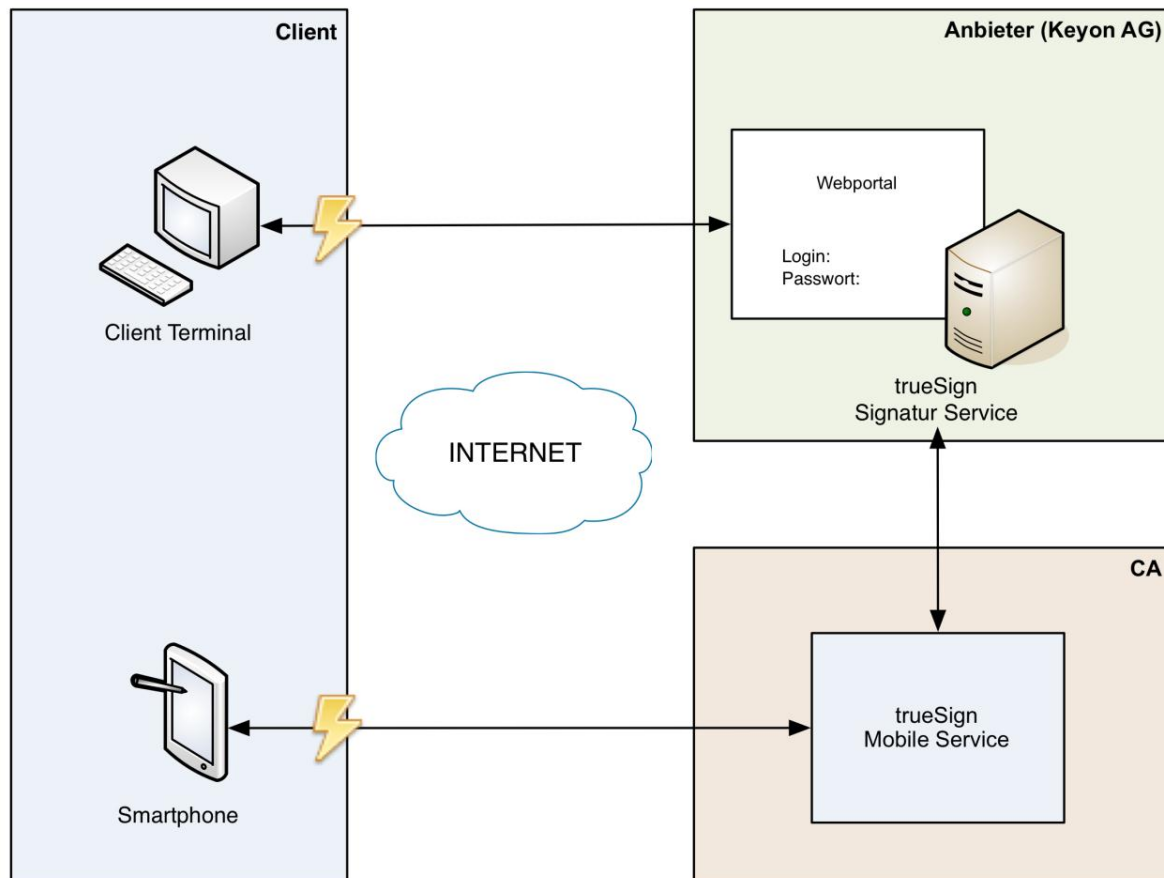 Client
Anbieter (Keyon AG)
Webportal
Login:
Passwort:
Client Terminal
trueSign
Signatur Service
INTERNET
CA
trueSign
Mobile Service
Smartphone